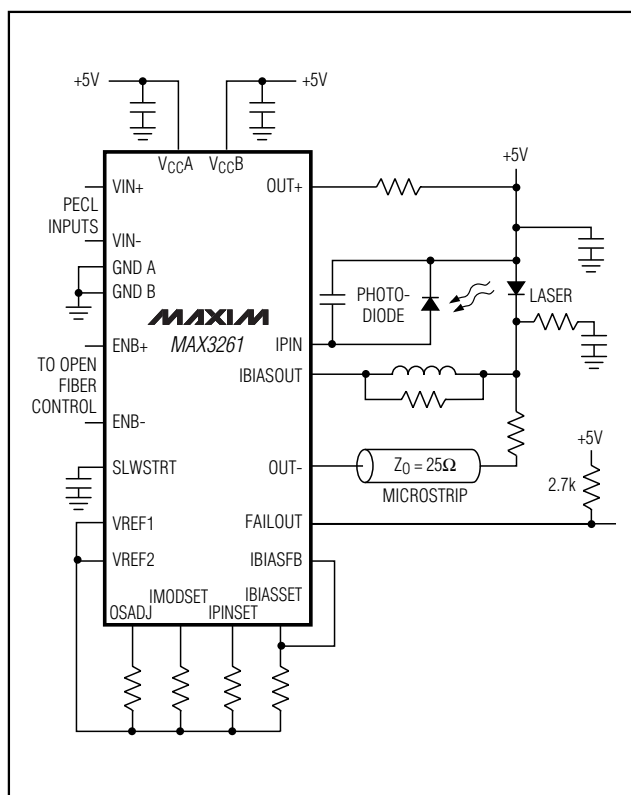 +5V
+5V
VCCA
VCCB
+5V
VIN+
OUT+
PECL
INPUTS
VIN-
GND A
GND B
PHOTO-
DIODE
LASER
MAXIM
MAX3261
IPIN
ENB+
IBIASOUT
TO OPEN
FIBER
CONTROL
ENB-
+5V
SLWSTRT
OUT-
Z0 = 25Ω
MICROSTRIP
2.7k
VREF1
FAILOUT
VREF2
IBIASFB
IMODSET
IBIASSET
OSADJ
IPINSET